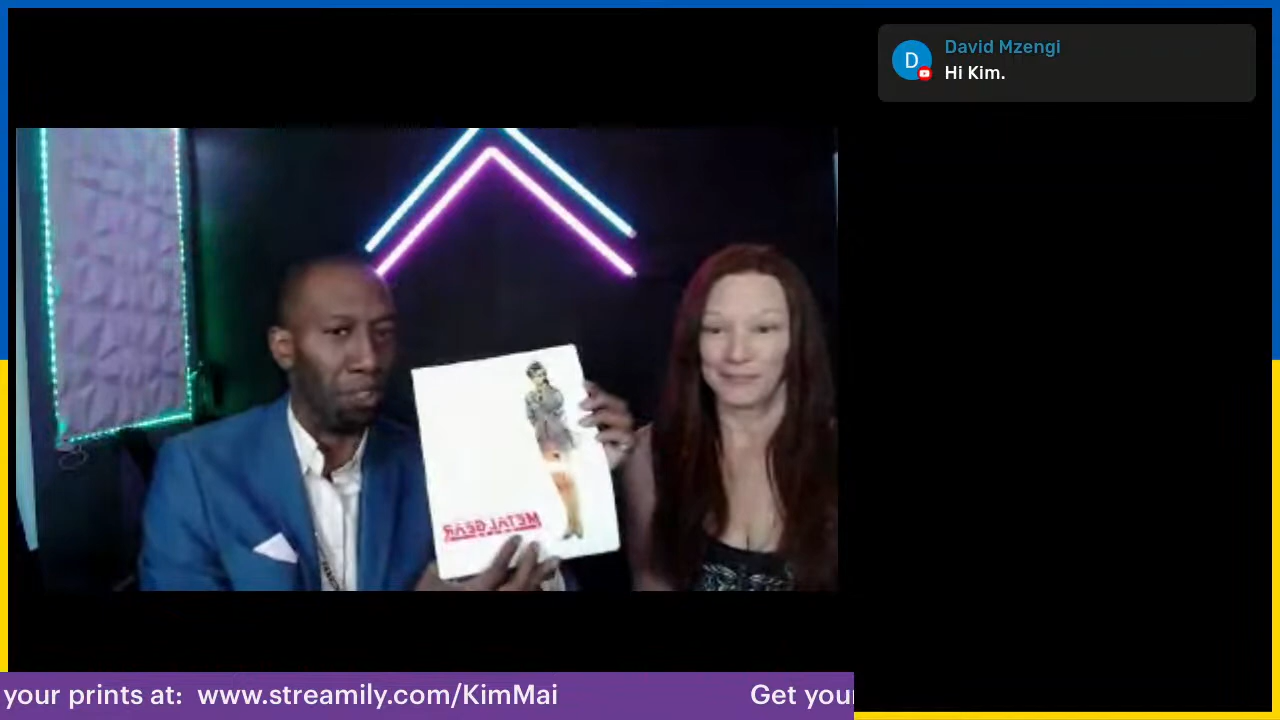 David Mzengi
D
Hi Kim.
METAL GEAR
your prints at: www.streamily.com/KimMai
Get your